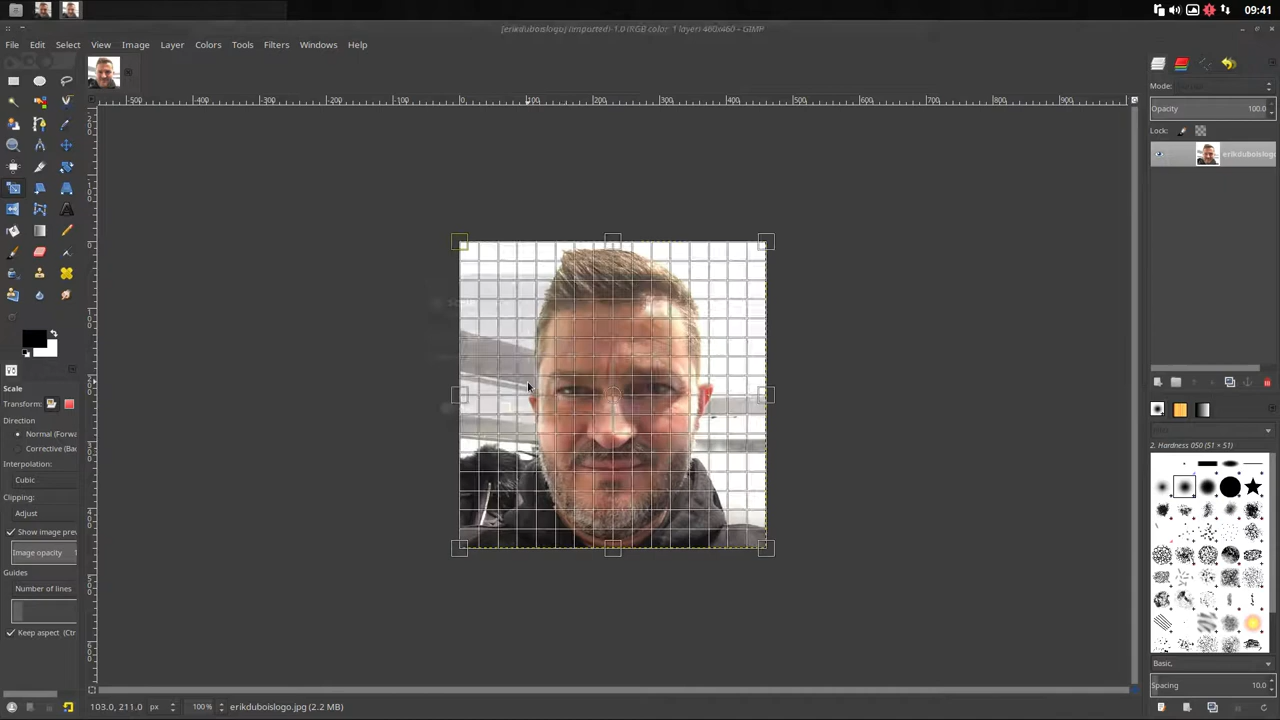 09:41
[erikduboislogo] (imported)-1.0 (RGB color, 1 layer) 460x460 – GIMP
File Edit Select View Image Layer Colors Tools Filters Windows Help
-500 -400 -300 -200 -100 0 100 200 300 400 500 600 700 800 900
Mode:
Opacity 100.0
Lock:
erikduboislogo
Scale
Transform:
Direction
Normal (Forwa
Corrective (Bac
Interpolation:
Cubic
Clipping:
Adjust
Show image prev
Image opacity 1
Guides
Number of lines
Keep aspect (Ctr
2. Hardness 050 (51 × 51)
Basic,
Spacing 10.0
103.0, 211.0 px 100% erikduboislogo.jpg (2.2 MB)